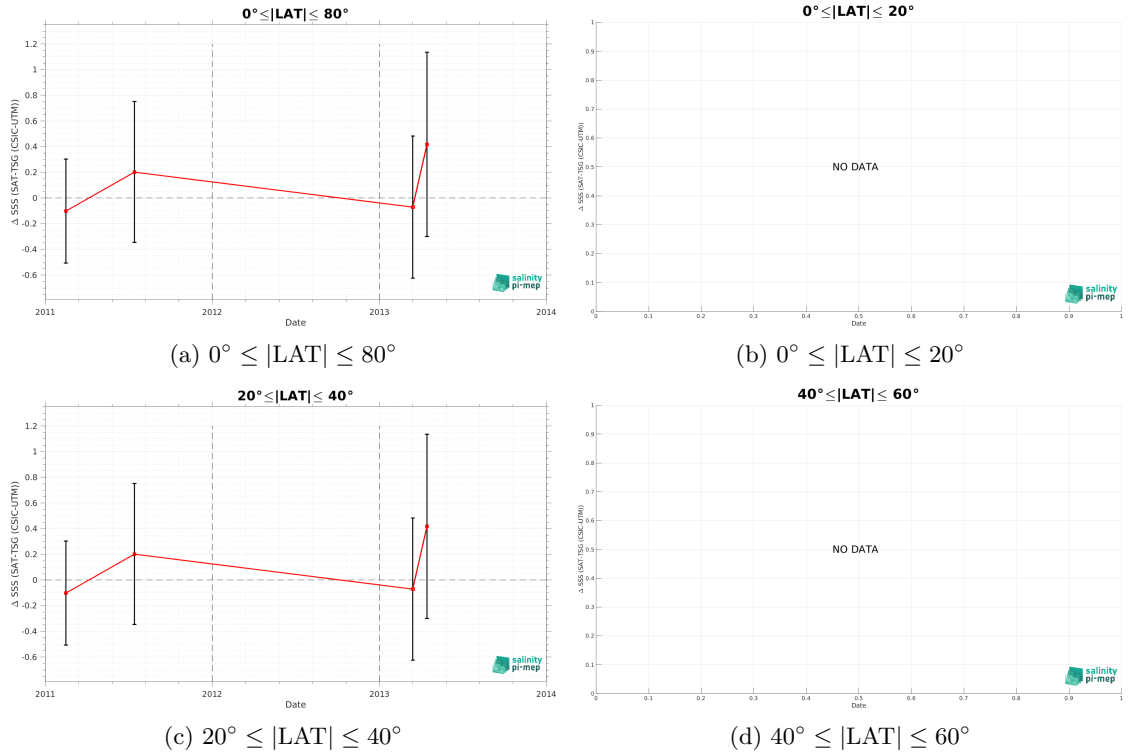 0°≤|LAT|≤ 80°
Δ SSS (SAT-TSG (CSIC-UTM))
1.2
1
0.8
0.6
0.4
0.2
0
-0.2
-0.4
-0.6
salinity
pi-mep
2011 2012 2013 2014
Date
(a) 0° ≤ |LAT| ≤ 80°
0°≤|LAT|≤ 20°
Δ SSS (SAT-TSG (CSIC-UTM))
1
0.9
0.8
0.7
0.6
0.5
0.4
0.3
0.2
0.1
0
NO DATA
salinity
pi-mep
0 0.1 0.2 0.3 0.4 0.5 0.6 0.7 0.8 0.9 1
Date
(b) 0° ≤ |LAT| ≤ 20°
20°≤|LAT|≤ 40°
Δ SSS (SAT-TSG (CSIC-UTM))
1.2
1
0.8
0.6
0.4
0.2
0
-0.2
-0.4
-0.6
salinity
pi-mep
2011 2012 2013 2014
Date
(c) 20° ≤ |LAT| ≤ 40°
40°≤|LAT|≤ 60°
Δ SSS (SAT-TSG (CSIC-UTM))
1
0.9
0.8
0.7
0.6
0.5
0.4
0.3
0.2
0.1
0
NO DATA
salinity
pi-mep
0 0.1 0.2 0.3 0.4 0.5 0.6 0.7 0.8 0.9 1
Date
(d) 40° ≤ |LAT| ≤ 60°